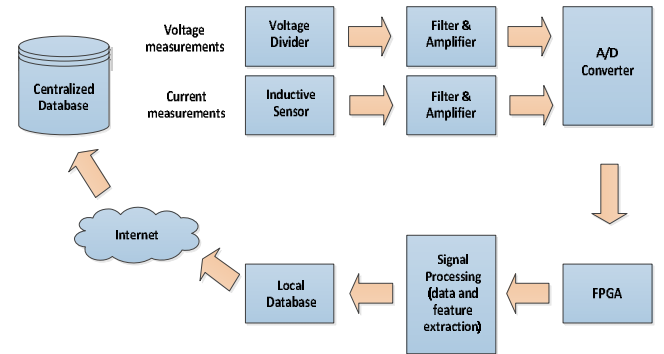 Voltage
measurements
Voltage
Divider
Filter &
Amplifier
A/D
Converter
Centralized
Database
Current
measurements
Inductive
Sensor
Filter &
Amplifier
Internet
Local
Database
Signal
Processing
(data and
feature
extraction)
FPGA